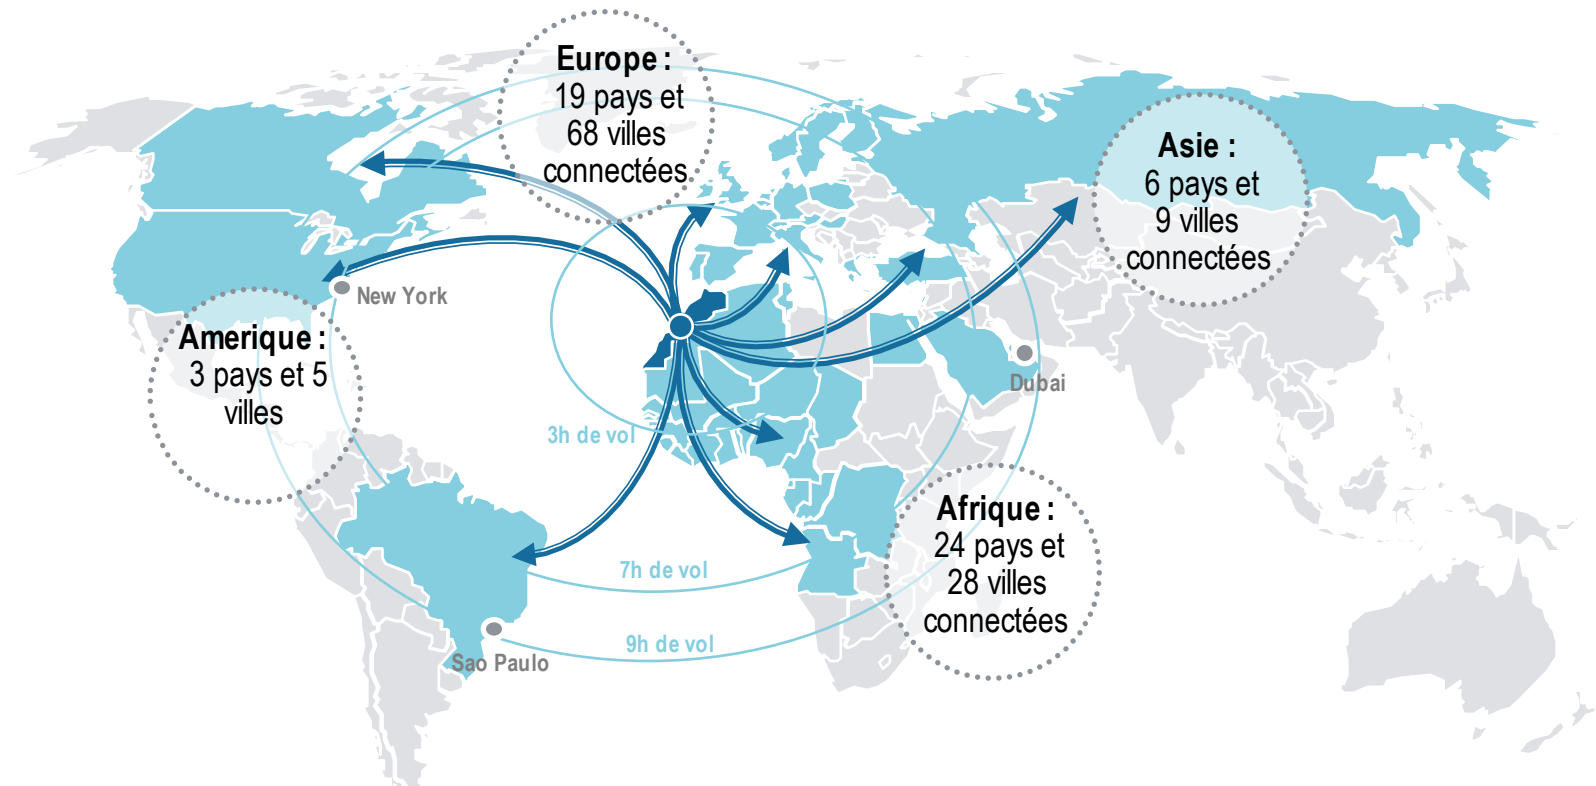 Europe :
19 pays et
68 villes
connectées
Asie :
6 pays et
9 villes
connectées
New York
Amerique :
3 pays et 5
villes
Dubai
3h de vol
Afrique :
24 pays et
28 villes
connectées
7h de vol
9h de vol
Sao Paulo